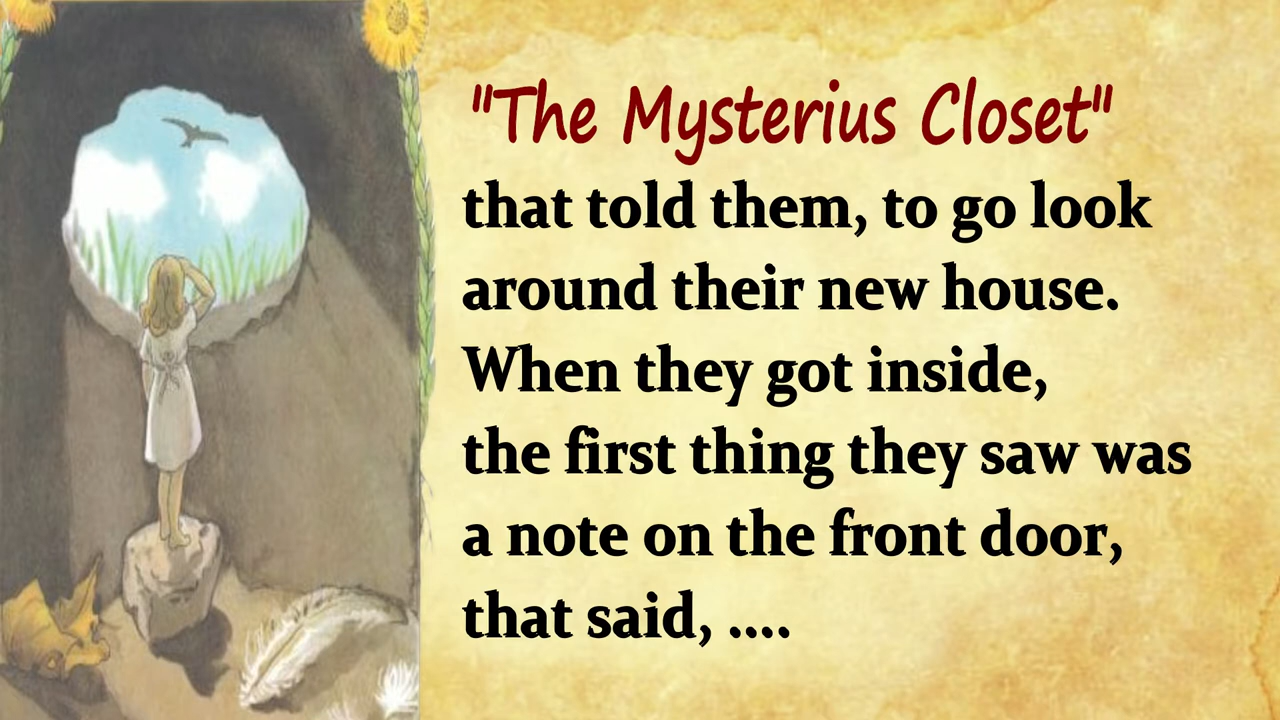 "The Mysterius Closet"
that told them, to go look
around their new house.
When they got inside,
the first thing they saw was
a note on the front door,
that said, ....